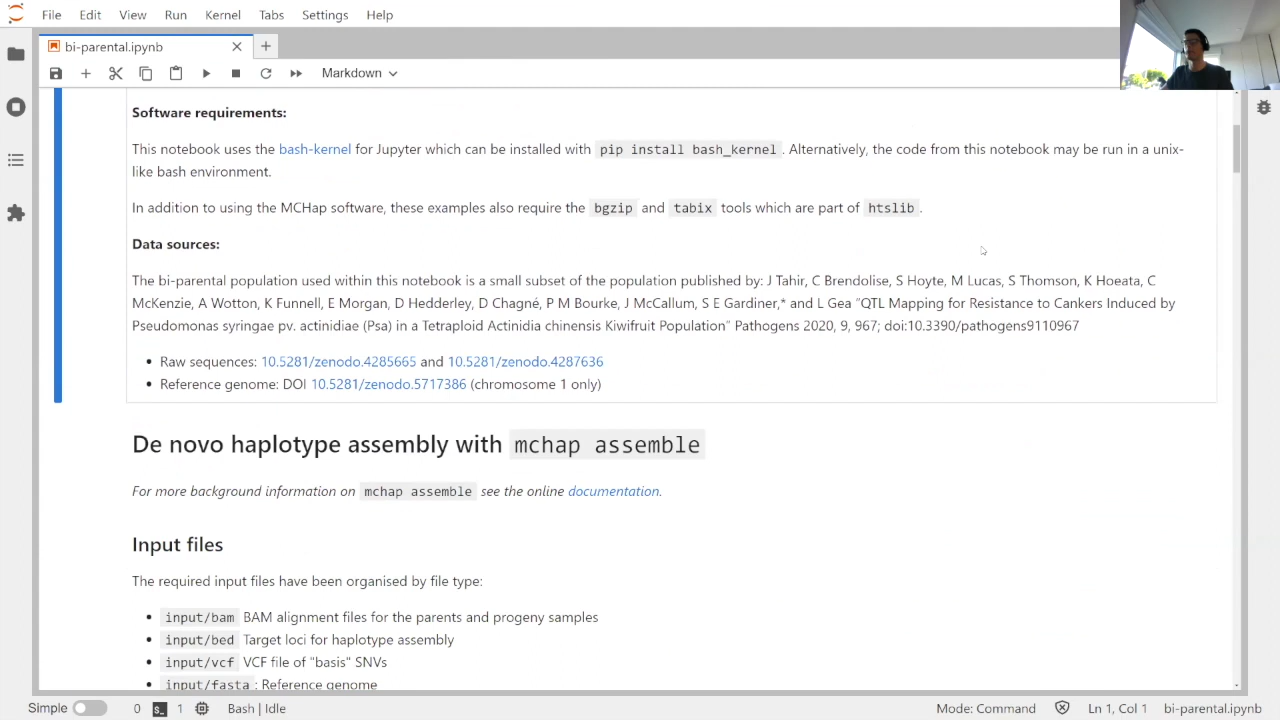 File Edit View Run Kernel Tabs Settings Help
bi-parental.ipynb
Markdown
Software requirements:
This notebook uses the bash-kernel for Jupyter which can be installed with pip install bash_kernel. Alternatively, the code from this notebook may be run in a unix-
like bash environment.
In addition to using the MCHap software, these examples also require the bgzip and tabix tools which are part of htslib.
Data sources:
The bi-parental population used within this notebook is a small subset of the population published by: J Tahir, C Brendolise, S Hoyte, M Lucas, S Thomson, K Hoeata, C
McKenzie, A Wotton, K Funnell, E Morgan, D Hedderley, D Chagné, P M Bourke, J McCallum, S E Gardiner,* and L Gea "QTL Mapping for Resistance to Cankers Induced by
Pseudomonas syringae pv. actinidiae (Psa) in a Tetraploid Actinidia chinensis Kiwifruit Population" Pathogens 2020, 9, 967; doi:10.3390/pathogens9110967
• Raw sequences: 10.5281/zenodo.4285665 and 10.5281/zenodo.4287636
• Reference genome: DOI 10.5281/zenodo.5717386 (chromosome 1 only)
De novo haplotype assembly with mchap assemble
For more background information on mchap assemble see the online documentation.
Input files
The required input files have been organised by file type:
• input/bam BAM alignment files for the parents and progeny samples
• input/bed Target loci for haplotype assembly
• input/vcf VCF file of "basis" SNVs
• input/fasta: Reference genome
Simple 0 1 Bash | Idle Mode: Command Ln 1, Col 1 bi-parental.ipynb